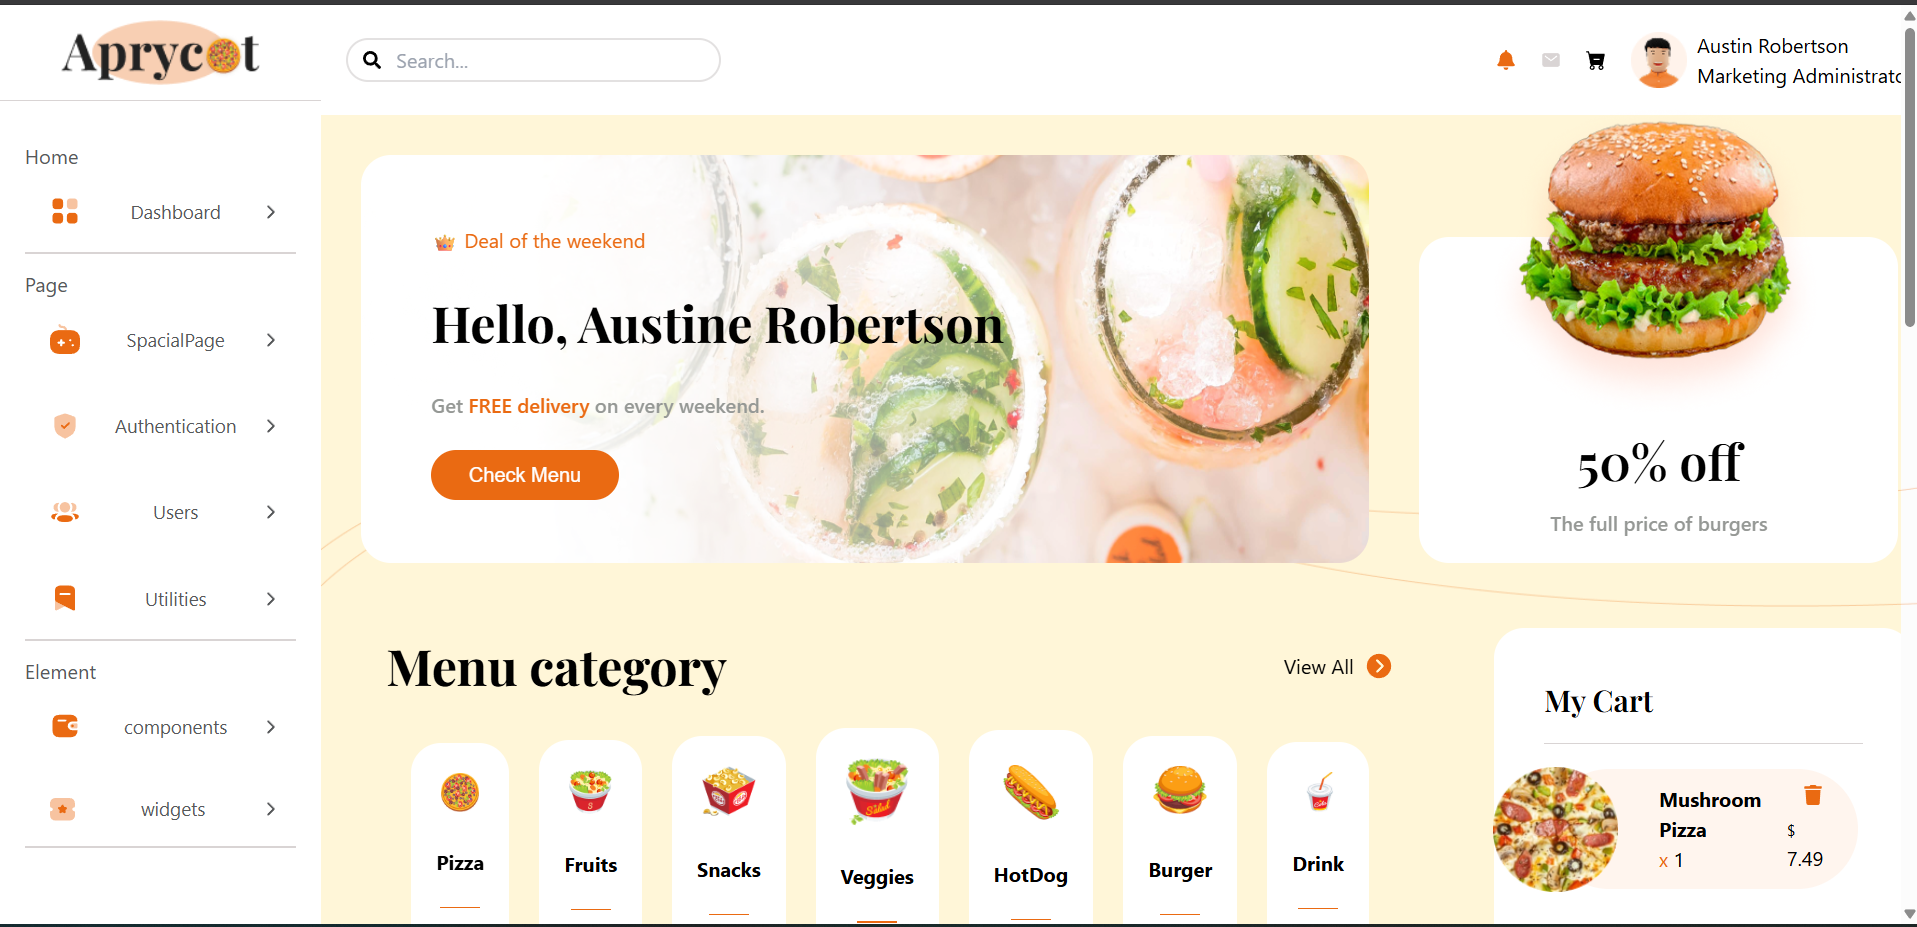 Aprycot
Search...
Austin Robertson
Marketing Administrato
Home
Dashboard
Page
SpacialPage
Authentication
Users
Utilities
Element
components
widgets
Deal of the weekend
Hello, Austine Robertson
Get FREE delivery on every weekend.
Check Menu
50% off
The full price of burgers
Menu category
View All
Pizza
Fruits
Snacks
Salad
Veggies
HotDog
Burger
Drink
My Cart
Mushroom
Pizza
x 1
$
7.49